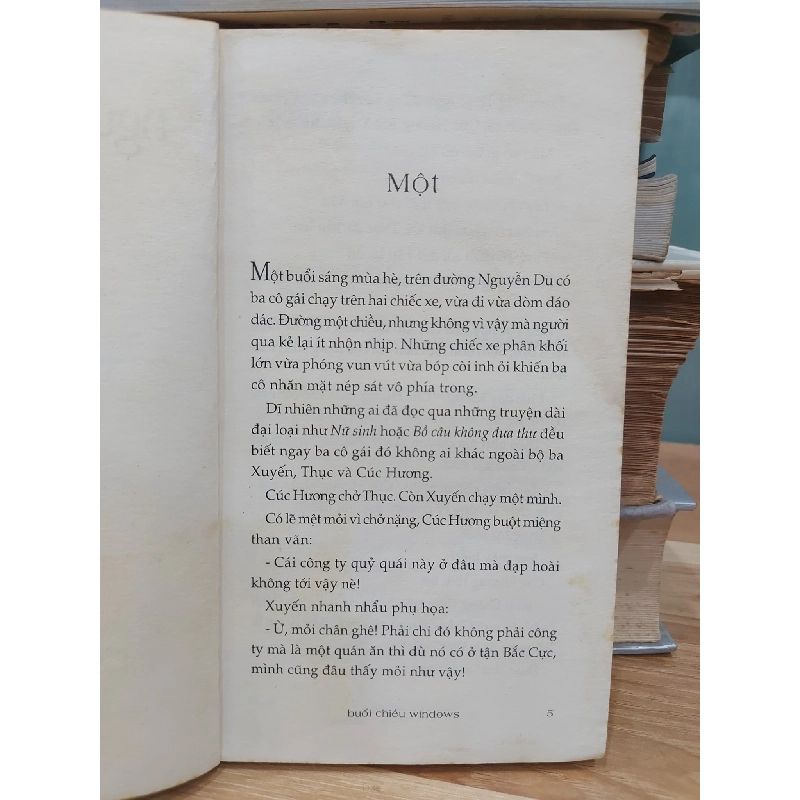 Một
Một buổi sáng mùa hè, trên đường Nguyễn Du có
ba cô gái chạy trên hai chiếc xe, vừa đi vừa dòm dáo
dác. Đường một chiều, nhưng không vì vậy mà người
qua kẻ lại ít nhộn nhịp. Những chiếc xe phân khối
lớn vừa phóng vun vút vừa bóp còi inh ỏi khiến ba
cô nhăn mặt nép sát vô phía trong.
Dĩ nhiên những ai đã đọc qua những truyện dài
đại loại như Nữ sinh hoặc Bồ câu không đưa thư đều
biết ngay ba cô gái đó không ai khác ngoài bộ ba
Xuyến, Thục và Cúc Hương.
Cúc Hương chở Thục. Còn Xuyến chạy một mình.
Có lẽ mệt mỏi vì chở nặng, Cúc Hương buột miệng
than vãn:
- Cái công ty quỷ quái này ở đâu mà đạp hoài
không tới vậy nè!
Xuyến nhanh nhẩu phụ họa:
- Ừ, mỏi chân ghê! Phải chi đó không phải công
ty mà là một quán ăn thì dù nó có ở tận Bắc Cực,
mình cũng đâu thấy mỏi như vậy!
buổi chiều windows 5